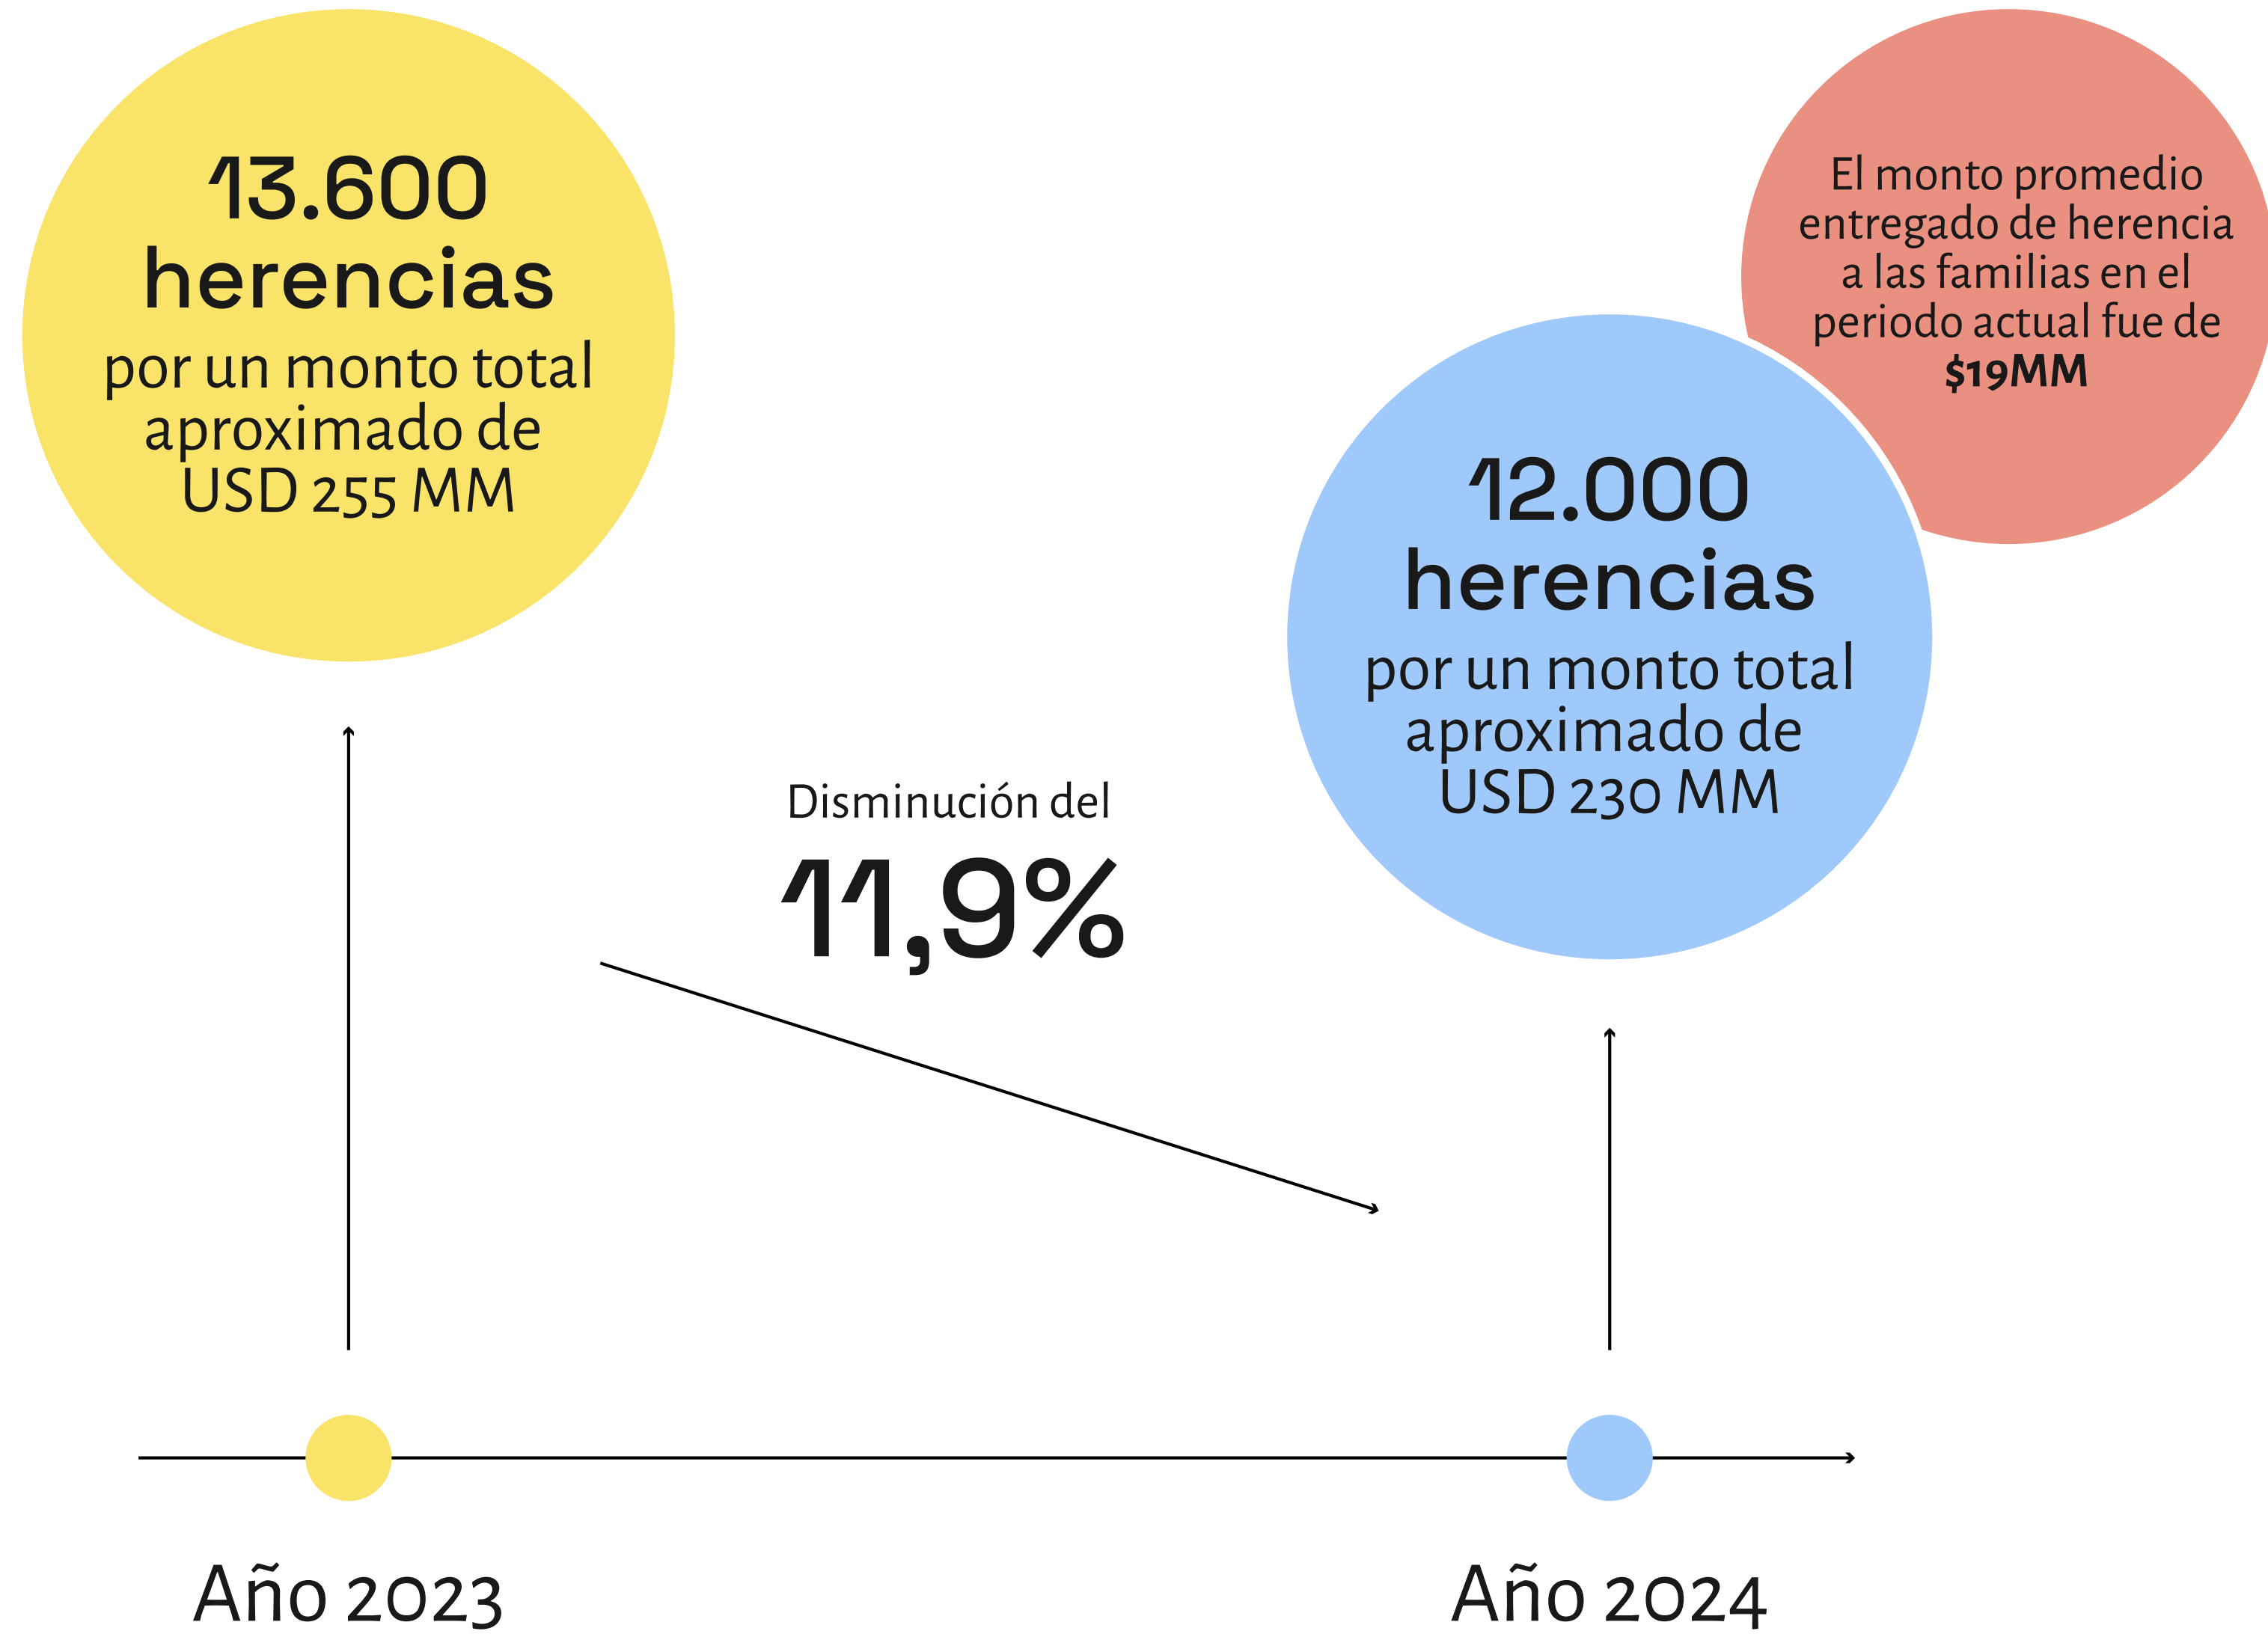 13.600
herencias
por un monto total
aproximado de
USD 255 MM
El monto promedio
entregado de herencia
a las familias en el
periodo actual fue de
$19MM
12.000
herencias
por un monto total
aproximado de
USD 230 MM
Disminución del
11,9%
Año 2023
Año 2024